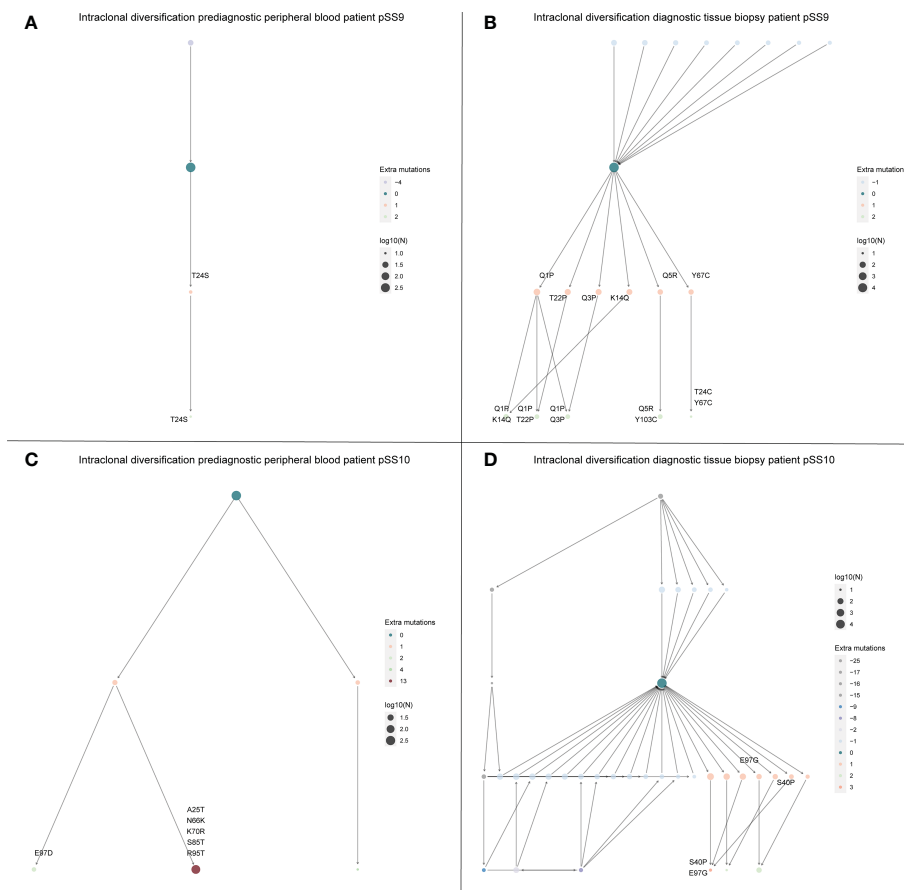 A
Intraclonal diversification prediagnostic peripheral blood patient pSS9
Extra mutations
−4
0
1
2
log10(N)
1.0
1.5
2.0
2.5
T24S
T24S
B
Intraclonal diversification diagnostic tissue biopsy patient pSS9
Extra mutation
−1
0
1
2
log10(N)
1
2
3
4
Q1P
Q5R
Y67C
T22P
Q3P
K14Q
T24C
Y67C
Q1P
Q1P
Q1P
Q5R
K14Q
T22P
Q3P
Y103C
C
Intraclonal diversification prediagnostic peripheral blood patient pSS10
Extra mutations
0
1
2
4
13
log10(N)
1.5
2.0
2.5
A25T
N66K
K70R
S85T
R95T
E97D
D
Intraclonal diversification diagnostic tissue biopsy patient pSS10
log10(N)
1
2
3
4
Extra mutations
−25
−17
−16
−15
−9
−8
−2
−1
0
1
2
3
E97G
S40P
S40P
E97G